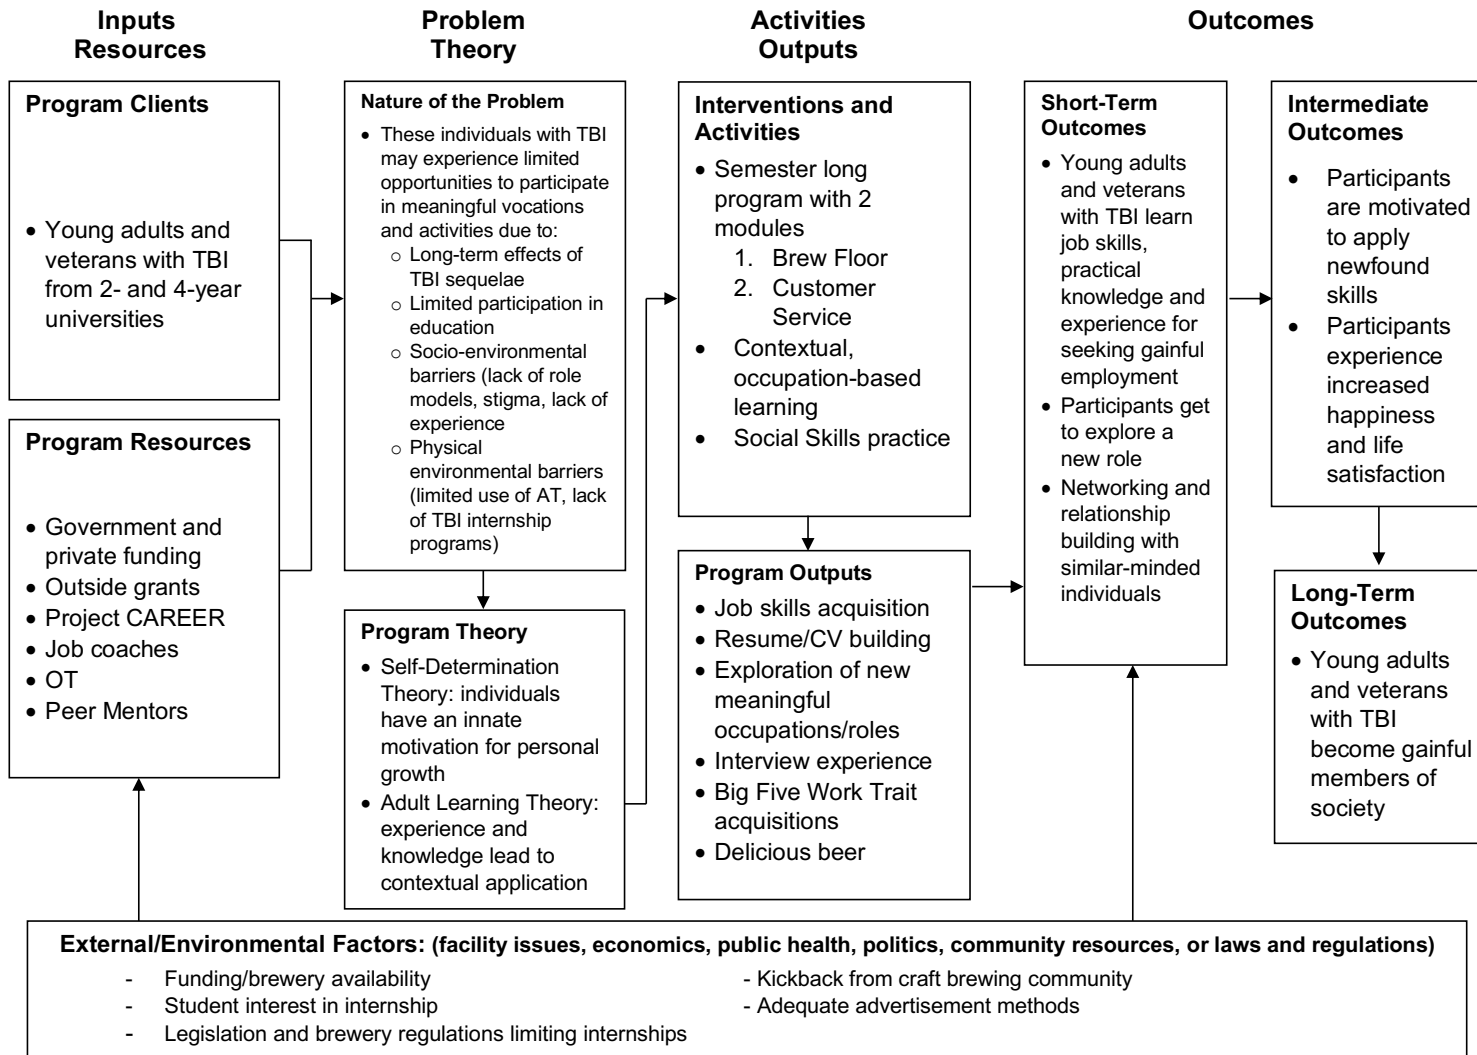 Inputs
Resources
Problem
Theory
Activities
Outputs
Outcomes
Program Clients
• Young adults and
veterans with TBI
from 2- and 4-year
universities
Program Resources
• Government and
private funding
• Outside grants
• Project CAREER
• Job coaches
• OT
• Peer Mentors
Nature of the Problem
• These individuals with TBI
may experience limited
opportunities to participate
in meaningful vocations
and activities due to:
o Long-term effects of
TBI sequelae
o Limited participation in
education
o Socio-environmental
barriers (lack of role
models, stigma, lack of
experience
o Physical
environmental barriers
(limited use of AT, lack
of TBI internship
programs)
Program Theory
• Self-Determination
Theory: individuals
have an innate
motivation for personal
growth
• Adult Learning Theory:
experience and
knowledge lead to
contextual application
Interventions and
Activities
• Semester long
program with 2
modules
1. Brew Floor
2. Customer
Service
• Contextual,
occupation-based
learning
• Social Skills practice
Program Outputs
• Job skills acquisition
• Resume/CV building
• Exploration of new
meaningful
occupations/roles
• Interview experience
• Big Five Work Trait
acquisitions
• Delicious beer
Short-Term
Outcomes
• Young adults
and veterans
with TBI learn
job skills,
practical
knowledge and
experience for
seeking gainful
employment
• Participants get
to explore a
new role
• Networking and
relationship
building with
similar-minded
individuals
Intermediate
Outcomes
• Participants
are motivated
to apply
newfound
skills
• Participants
experience
increased
happiness
and life
satisfaction
Long-Term
Outcomes
• Young adults
and veterans
with TBI
become gainful
members of
society
External/Environmental Factors: (facility issues, economics, public health, politics, community resources, or laws and regulations)
- Funding/brewery availability
- Student interest in internship
- Legislation and brewery regulations limiting internships
- Kickback from craft brewing community
- Adequate advertisement methods